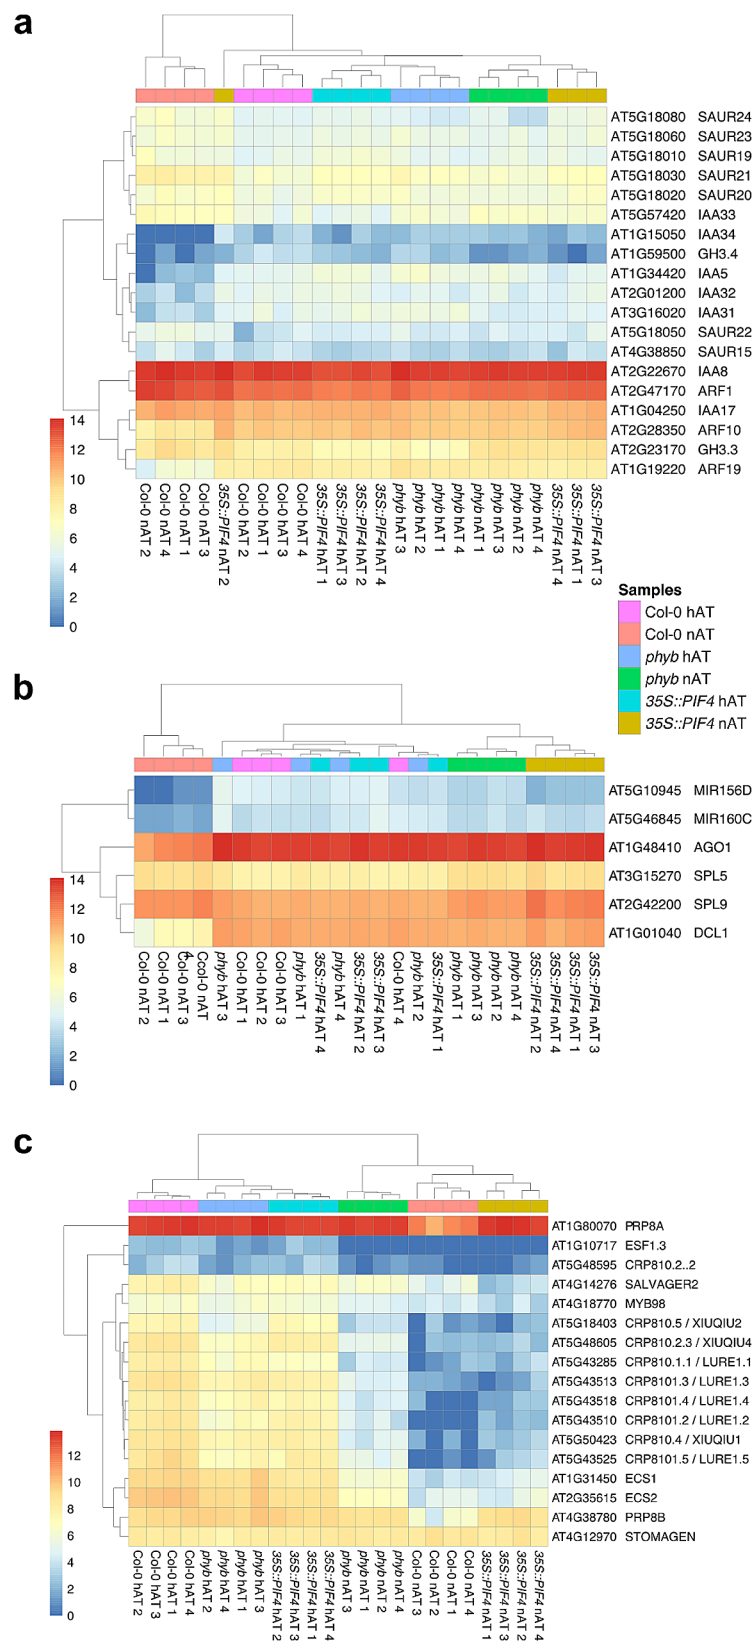 a
AT5G18080 SAUR24
AT5G18060 SAUR23
AT5G18010 SAUR19
AT5G18030 SAUR21
AT5G18020 SAUR20
AT5G57420 IAA33
AT1G15050 IAA34
AT1G59500 GH3.4
AT1G34420 IAA5
AT2G01200 IAA32
AT3G16020 IAA31
AT5G18050 SAUR22
AT4G38850 SAUR15
AT2G22670 IAA8
AT2G47170 ARF1
AT1G04250 IAA17
AT2G28350 ARF10
AT2G23170 GH3.3
AT1G19220 ARF19
14
12
10
8
6
4
2
0
Col-0 nAT 2
Col-0 nAT 4
Col-0 nAT 1
Col-0 nAT 3
35S::PIF4 nAT 2
Col-0 hAT 2
Col-0 hAT 1
Col-0 hAT 3
Col-0 hAT 4
35S::PIF4 hAT 1
35S::PIF4 hAT 3
35S::PIF4 hAT 2
35S::PIF4 hAT 4
phyb hAT 3
phyb hAT 2
phyb hAT 1
phyb hAT 4
phyb nAT 1
phyb nAT 3
phyb nAT 2
phyb nAT 4
35S::PIF4 nAT 4
35S::PIF4 nAT 1
35S::PIF4 nAT 3
Samples
Col-0 hAT
Col-0 nAT
phyb hAT
phyb nAT
35S::PIF4 hAT
35S::PIF4 nAT
b
AT5G10945 MIR156D
AT5G46845 MIR160C
AT1G48410 AGO1
AT3G15270 SPL5
AT2G42200 SPL9
AT1G01040 DCL1
14
12
10
8
6
4
2
0
Col-0 nAT 2
Col-0 nAT 1
Col-0 nAT 3
Ccol-0 nAT
4
phyb hAT 3
Col-0 hAT 1
Col-0 hAT 2
Col-0 hAT 3
phyb hAT 1
35S::PIF4 hAT 4
phyb hAT 4
35S::PIF4 hAT 2
35S::PIF4 hAT 3
Col-0 hAT 4
phyb hAT 2
35S::PIF4 hAT 1
phyb nAT 1
phyb nAT 3
phyb nAT 2
phyb nAT 4
35S::PIF4 nAT 2
35S::PIF4 nAT 4
35S::PIF4 nAT 1
35S::PIF4 nAT 3
c
AT1G80070 PRP8A
AT1G10717 ESF1.3
AT5G48595 CRP810.2..2
AT4G14276 SALVAGER2
AT4G18770 MYB98
AT5G18403 CRP810.5 / XIUQIU2
AT5G48605 CRP810.2.3 / XIUQIU4
AT5G43285 CRP810.1.1 / LURE1.1
AT5G43513 CRP8101.3 / LURE1.3
AT5G43518 CRP8101.4 / LURE1.4
AT5G43510 CRP8101.2 / LURE1.2
AT5G50423 CRP810.4 / XIUQIU1
AT5G43525 CRP8101.5 / LURE1.5
AT1G31450 ECS1
AT2G35615 ECS2
AT4G38780 PRP8B
AT4G12970 STOMAGEN
12
10
8
6
4
2
0
Col-0 hAT 2
Col-0 hAT 3
Col-0 hAT 1
Col-0 hAT 4
phyb hAT 2
phyb hAT 4
phyb hAT 1
phyb hAT 3
35S::PIF4 hAT 2
35S::PIF4 hAT 3
35S::PIF4 hAT 1
35S::PIF4 hAT 4
phyb nAT 3
phyb nAT 1
phyb nAT 2
phyb nAT 4
Col-0 nAT 3
Col-0 nAT 2
Col-0 nAT 1
Col-0 nAT 4
35S::PIF4 nAT 1
35S::PIF4 nAT 3
35S::PIF4 nAT 2
35S::PIF4 nAT 4